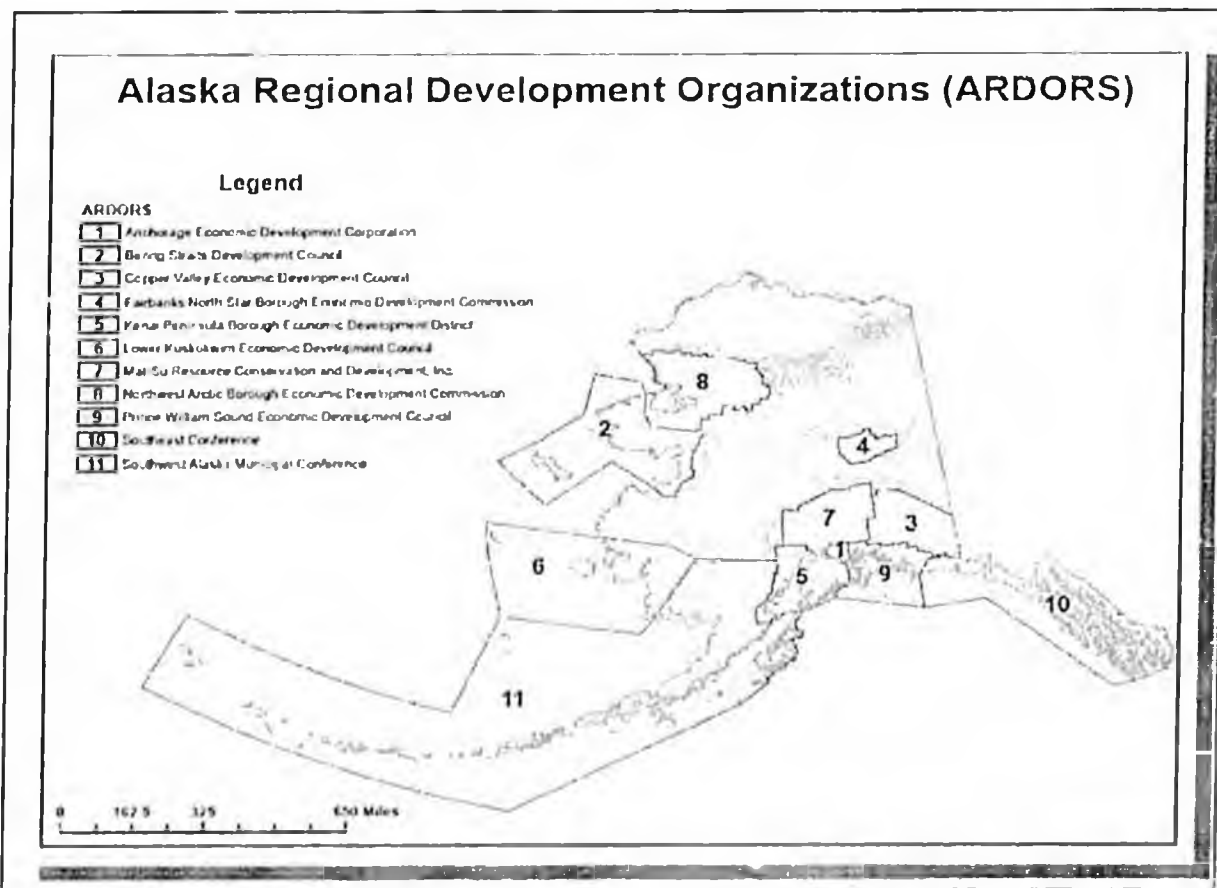 Alaska Regional Development Organizations (ARDORS)
Legend
ARDORS
1 Anchorage Economic Development Corporation
2 Bering Straits Development Council
3 Copper Valley Economic Development Council
4 Fairbanks North Star Borough Economic Development Commission
5 Kenai Peninsula Borough Economic Development District
6 Lower Kuskokwim Economic Development Council
7 Mat-Su Resource Conservation and Development, Inc.
8 Northwest Arctic Borough Economic Development Commission
9 Prince William Sound Economic Development Council
10 Southeast Conference
11 Southwest Alaska Municipal Conference
8
2
4
7
3
1
6
5
9
10
11
0 162.5 325 650 Miles